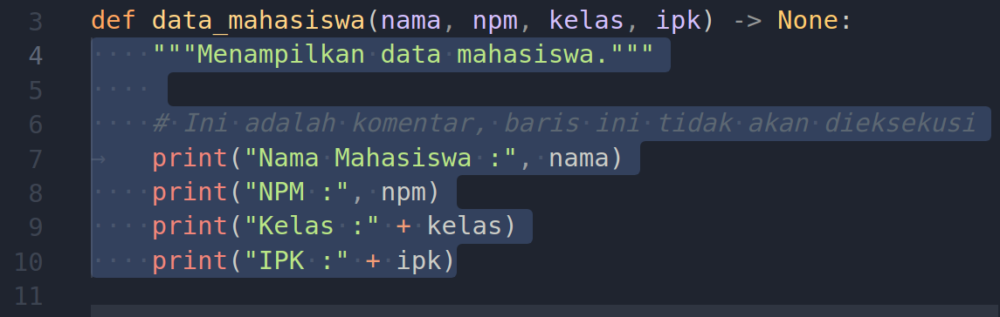 3 def data_mahasiswa(nama, npm, kelas, ipk) -> None:
4     """Menampilkan data mahasiswa."""
5
6     # Ini adalah komentar, baris ini tidak akan dieksekusi
7 →   print("Nama Mahasiswa :", nama)
8     print("NPM :", npm)
9     print("Kelas :" + kelas)
10     print("IPK :" + ipk)
11